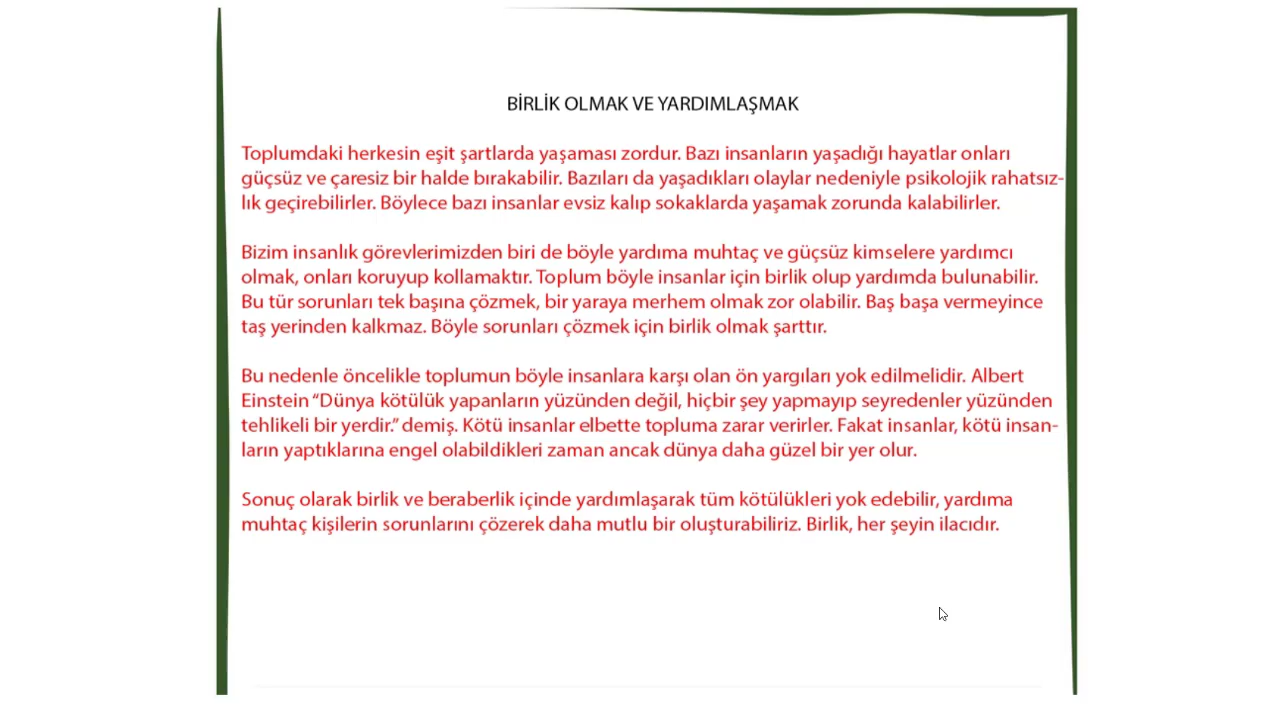 BİRLİK OLMAK VE YARDIMLAŞMAK
Toplumdaki herkesin eşit şartlarda yaşaması zordur. Bazı insanların yaşadığı hayatlar onları
güçsüz ve çaresiz bir halde bırakabilir. Bazıları da yaşadıkları olaylar nedeniyle psikolojik rahatsız-
lık geçirebilirler. Böylece bazı insanlar evsiz kalıp sokaklarda yaşamak zorunda kalabilirler.
Bizim insanlık görevlerimizden biri de böyle yardıma muhtaç ve güçsüz kimselere yardımcı
olmak, onları koruyup kollamaktır. Toplum böyle insanlar için birlik olup yardımda bulunabilir.
Bu tür sorunları tek başına çözmek, bir yaraya merhem olmak zor olabilir. Baş başa vermeyince
taş yerinden kalkmaz. Böyle sorunları çözmek için birlik olmak şarttır.
Bu nedenle öncelikle toplumun böyle insanlara karşı olan ön yargıları yok edilmelidir. Albert
Einstein “Dünya kötülük yapanların yüzünden değil, hiçbir şey yapmayıp seyredenler yüzünden
tehlikeli bir yerdir.” demiş. Kötü insanlar elbette topluma zarar verirler. Fakat insanlar, kötü insan-
ların yaptıklarına engel olabildikleri zaman ancak dünya daha güzel bir yer olur.
Sonuç olarak birlik ve beraberlik içinde yardımlaşarak tüm kötülükleri yok edebilir, yardıma
muhtaç kişilerin sorunlarını çözerek daha mutlu bir oluşturabiliriz. Birlik, her şeyin ilacıdır.